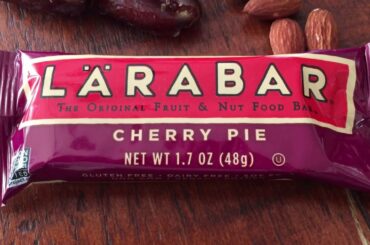 LÄRABAR®
THE ORIGINAL FRUIT & NUT FOOD BAR
CHERRY PIE
NET WT 1.7 OZ (48g) U
GLUTEN FREE • DAIRY FREE • SOY